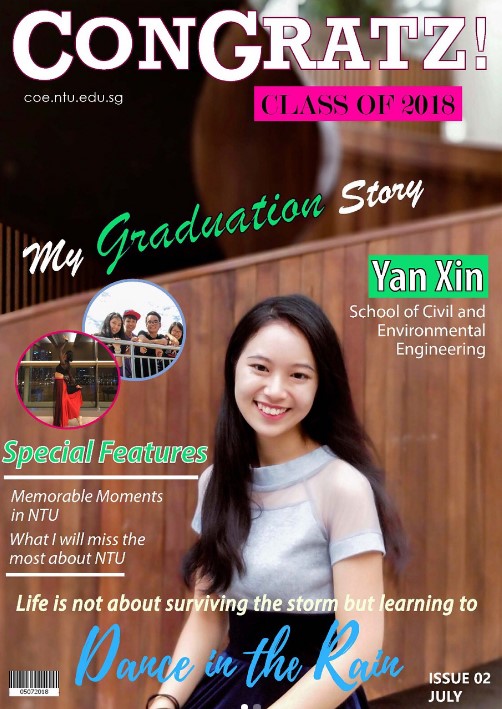 CONGRATZ!
coe.ntu.edu.sg
CLASS OF 2018
My Graduation Story
Yan Xin
School of Civil and
Environmental
Engineering
Special Features
Memorable Moments
in NTU
What I will miss the
most about NTU
Life is not about surviving the storm but learning to
Dance in the Rain
05072018
ISSUE 02
JULY